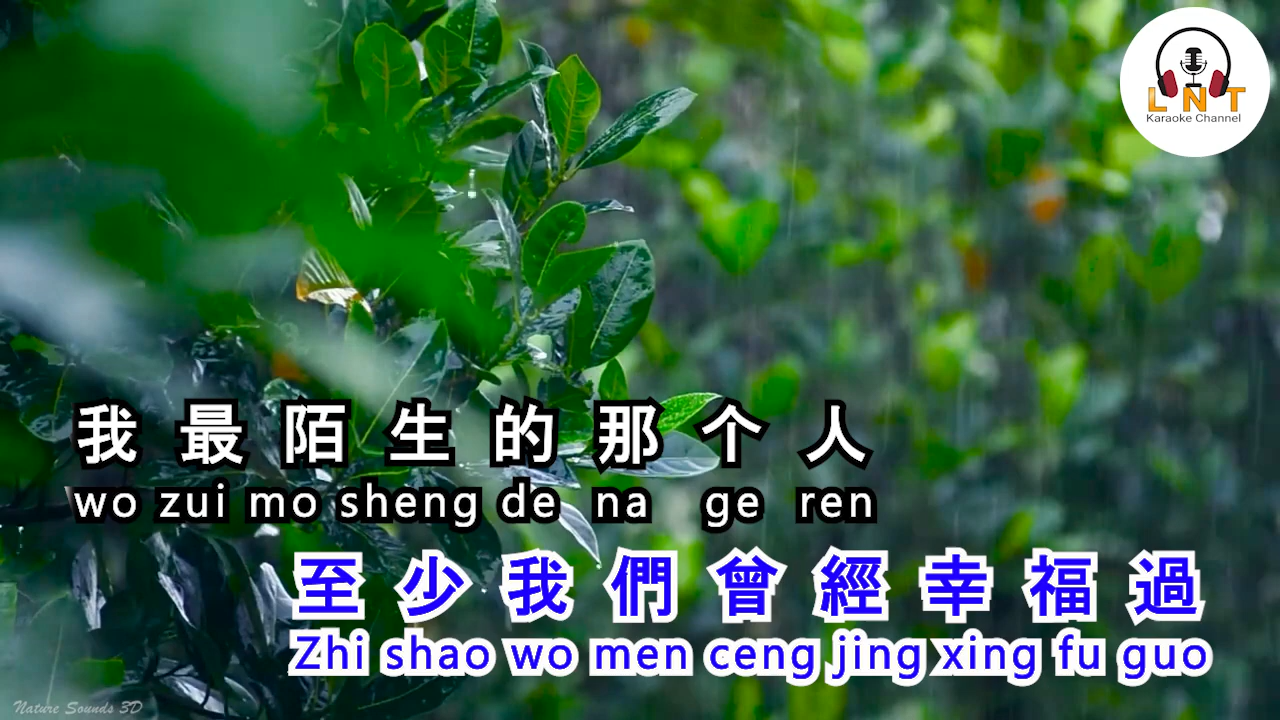 L N T
Karaoke Channel
我最陌生的那个人
wo zui mo sheng de na ge ren
至少我們曾經幸福過
Zhi shao wo men ceng jing xing fu guo
Nature Sounds 3D